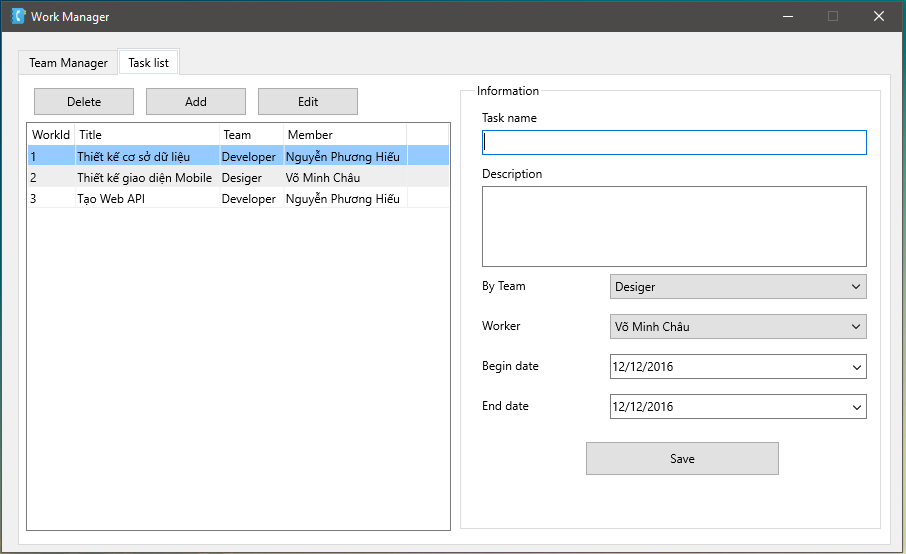 Work Manager
Team Manager Task list
Delete Add Edit
WorkId Title Team Member
1 Thiết kế cơ sở dữ liệu Developer Nguyễn Phương Hiếu
2 Thiết kế giao diện Mobile Desiger Võ Minh Châu
3 Tạo Web API Developer Nguyễn Phương Hiếu
Information
Task name
Description
By Team Desiger
Worker Võ Minh Châu
Begin date 12/12/2016
End date 12/12/2016
Save